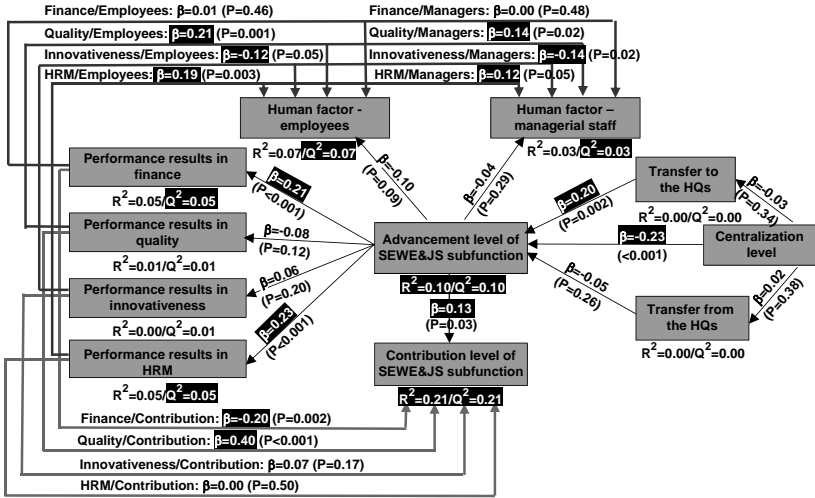 Finance/Employees: β=0.01 (P=0.46)
Finance/Managers: β=0.00 (P=0.48)
Quality/Employees: β=0.21 (P=0.001)
Quality/Managers: β=0.14 (P=0.02)
Innovativeness/Employees: β=-0.12 (P=0.05)
Innovativeness/Managers: β=-0.14 (P=0.02)
HRM/Employees: β=0.19 (P=0.003)
HRM/Managers: β=0.12 (P=0.05)
Human factor -
employees
R²=0.07/Q²=0.07
Human factor –
managerial staff
R²=0.03/Q²=0.03
Performance results in
finance
R²=0.05/Q²=0.05
β=0.21
(P<0.001)
β=-0.10
(P=0.09)
β=-0.04
(P=0.29)
β=0.20
(P=0.002)
Transfer to
the HQs
R²=0.00/Q²=0.00
β=-0.03
(P=0.34)
Performance results in
quality
R²=0.01/Q²=0.01
β=-0.08
(P=0.12)
Advancement level of
SEWE&JS subfunction
R²=0.10/Q²=0.10
β=-0.23
(<0.001)
Centralization
level
β=0.06
(P=0.20)
β=-0.05
(P=0.26)
β=0.02
(P=0.38)
Performance results in
innovativeness
R²=0.00/Q²=0.01
β=0.23
(P<0.001)
β=0.13
(P=0.03)
Transfer from
the HQs
R²=0.00/Q²=0.00
Performance results in
HRM
R²=0.05/Q²=0.05
Contribution level of
SEWE&JS subfunction
R²=0.21/Q²=0.21
Finance/Contribution: β=-0.20 (P=0.002)
Quality/Contribution: β=0.40 (P<0.001)
Innovativeness/Contribution: β=0.07 (P=0.17)
HRM/Contribution: β=0.00 (P=0.50)